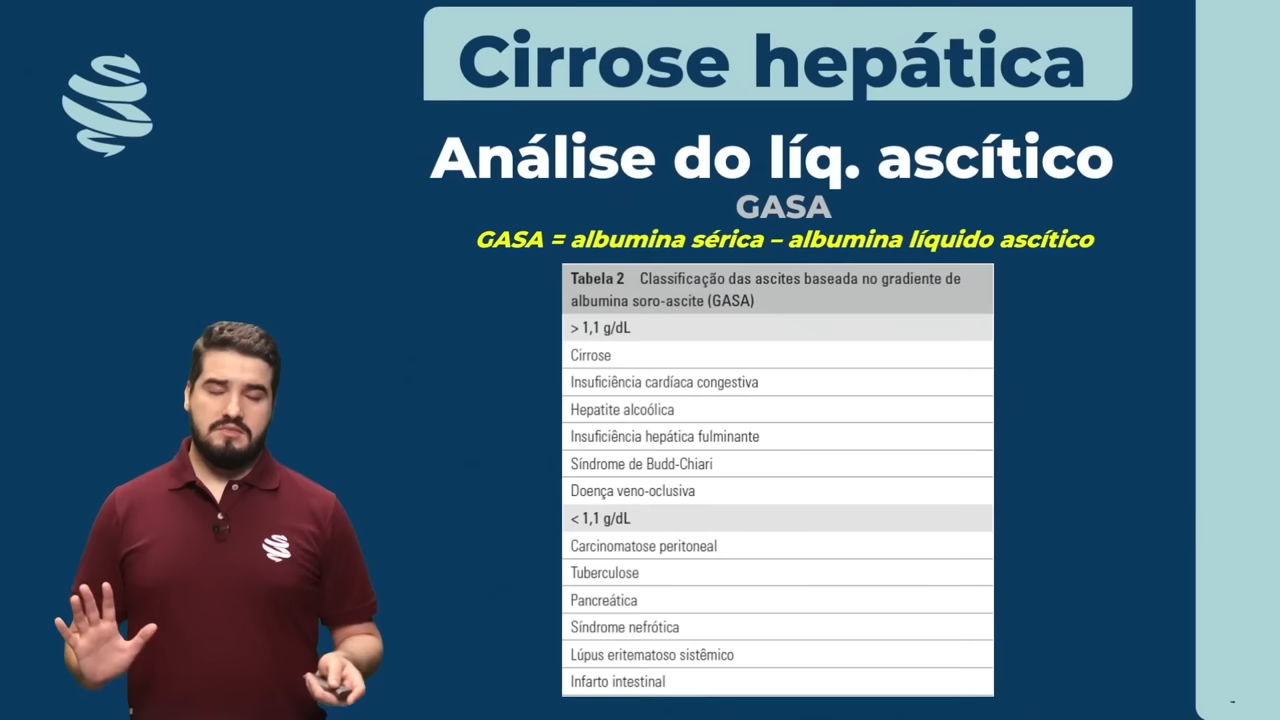 Cirrose hepática
Análise do líq. ascítico
GASA
GASA = albumina sérica – albumina líquido ascítico
Tabela 2 Classificação das ascites baseada no gradiente de
albumina soro-ascite (GASA)
> 1,1 g/dL
Cirrose
Insuficiência cardíaca congestiva
Hepatite alcoólica
Insuficiência hepática fulminante
Síndrome de Budd-Chiari
Doença veno-oclusiva
< 1,1 g/dL
Carcinomatose peritoneal
Tuberculose
Pancreática
Síndrome nefrótica
Lúpus eritematoso sistêmico
Infarto intestinal